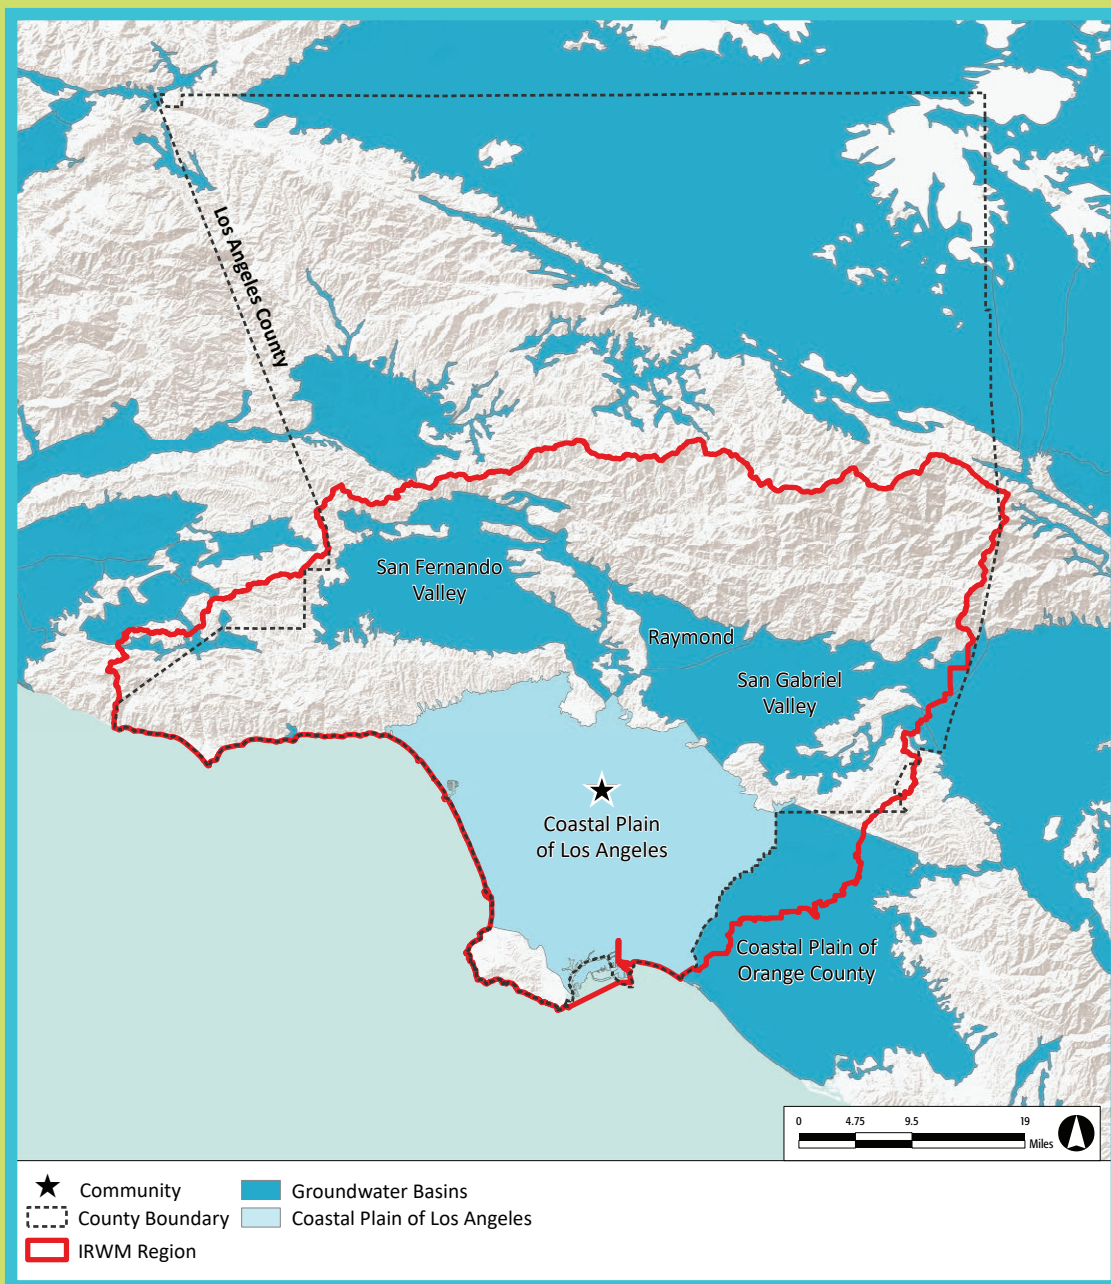 Los Angeles County
San Fernando
Valley
Raymond
San Gabriel
Valley
Coastal Plain
of Los Angeles
Coastal Plain of
Orange County
0 4.75 9.5 19
Miles
Community
County Boundary
IRWM Region
Groundwater Basins
Coastal Plain of Los Angeles